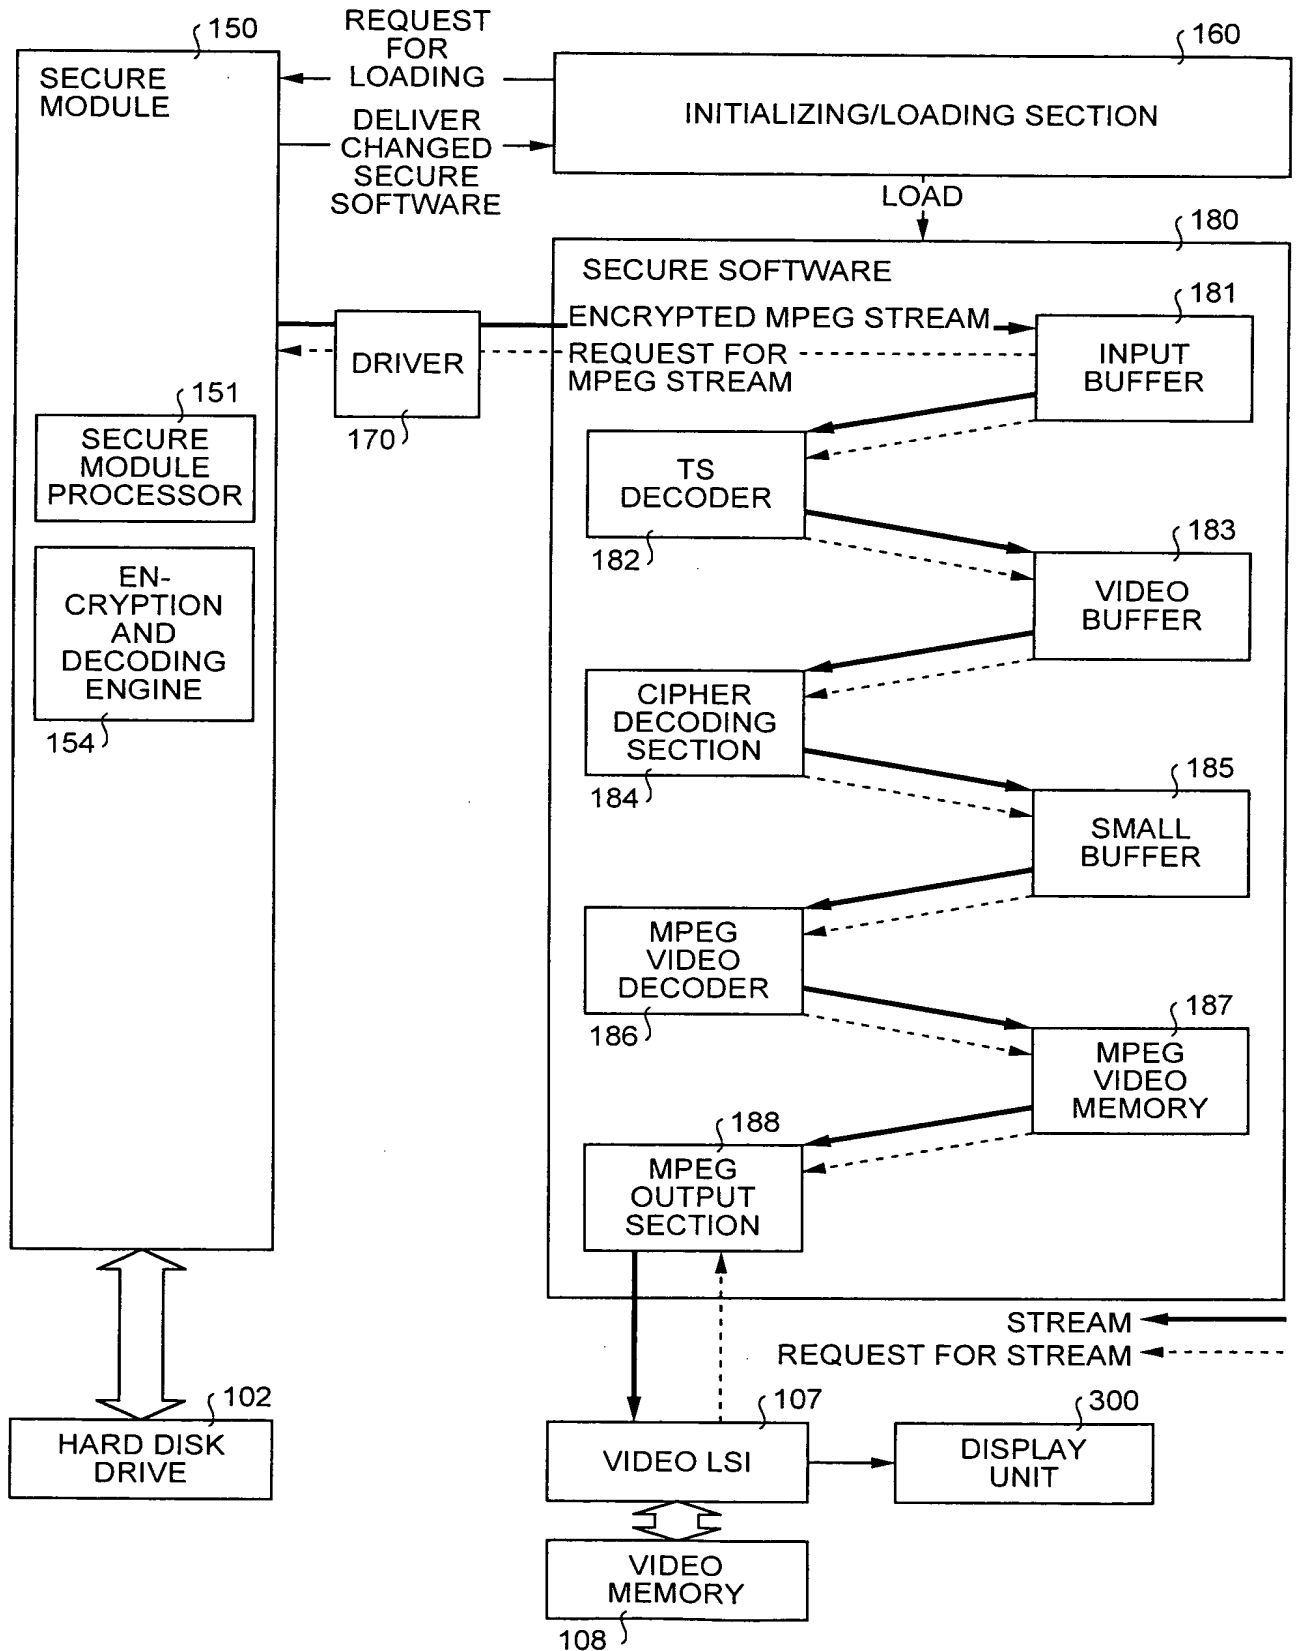 150
SECURE
MODULE
REQUEST
FOR
LOADING
DELIVER
CHANGED
SECURE
SOFTWARE
160
INITIALIZING/LOADING SECTION
LOAD
180
SECURE SOFTWARE
ENCRYPTED MPEG STREAM
REQUEST FOR
MPEG STREAM
DRIVER
170
181
INPUT
BUFFER
151
SECURE
MODULE
PROCESSOR
EN-
CRYPTION
AND
DECODING
ENGINE
154
TS
DECODER
182
183
VIDEO
BUFFER
CIPHER
DECODING
SECTION
184
185
SMALL
BUFFER
MPEG
VIDEO
DECODER
186
187
MPEG
VIDEO
MEMORY
188
MPEG
OUTPUT
SECTION
STREAM
REQUEST FOR STREAM
102
HARD DISK
DRIVE
107
VIDEO LSI
300
DISPLAY
UNIT
VIDEO
MEMORY
108